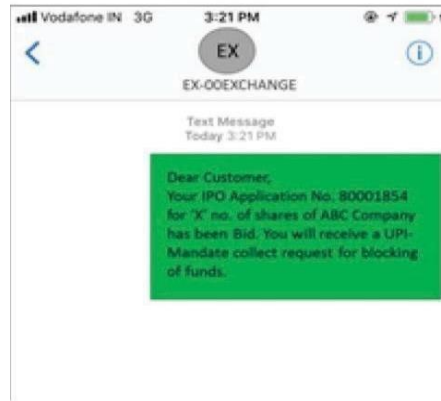 Vodafone IN 3G 3:21 PM
EX
EX-OOEXCHANGE
Text Message
Today 3:21 PM
Dear Customer,
Your IPO Application No. 80001854
for 'X' no. of shares of ABC Company
has been Bid. You will receive a UPI-
Mandate collect request for blocking
of funds.